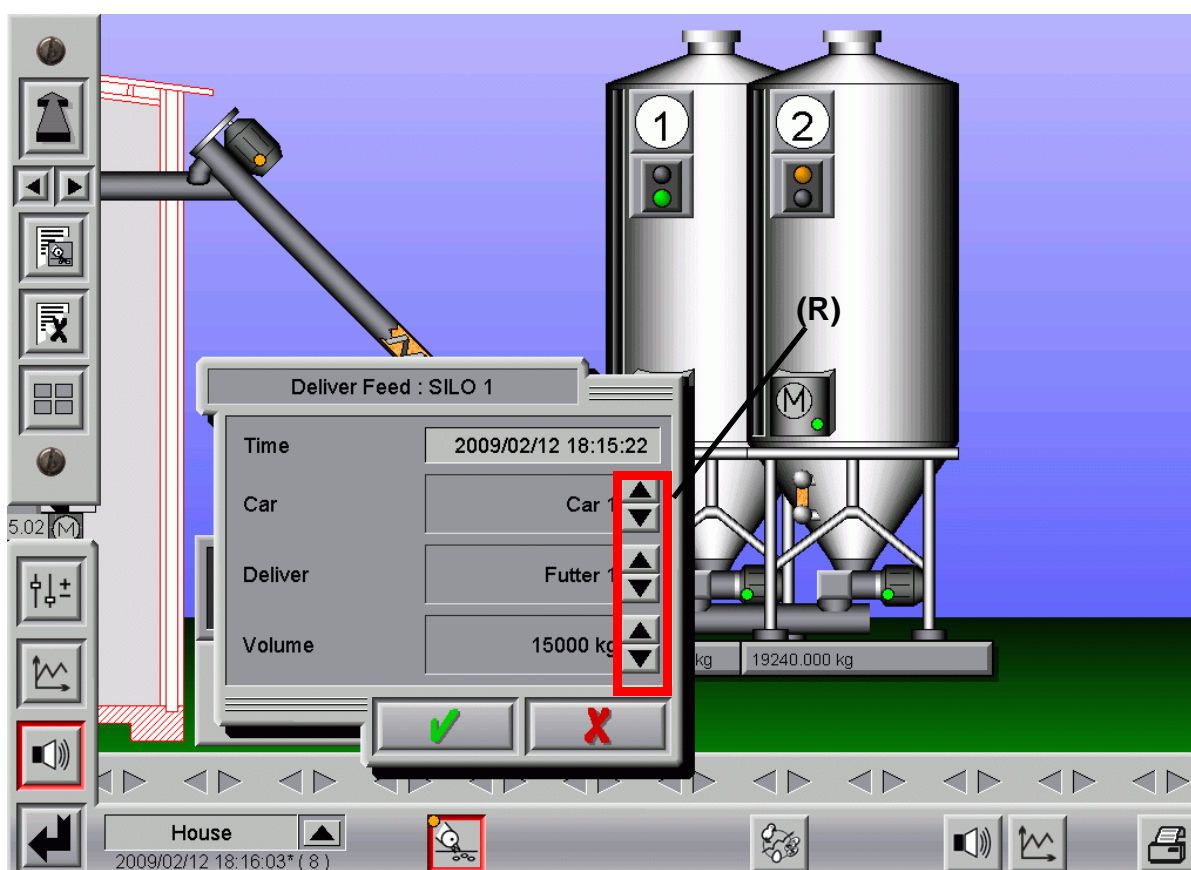 1
2
(R)
M
Deliver Feed : SILO 1
Time 2009/02/12 18:15:22
Car Car 1
Deliver Futter 1
Volume 15000 kg
5.02 M
kg 19240.000 kg
House
2009/02/12 18:16:03* ( 8 )